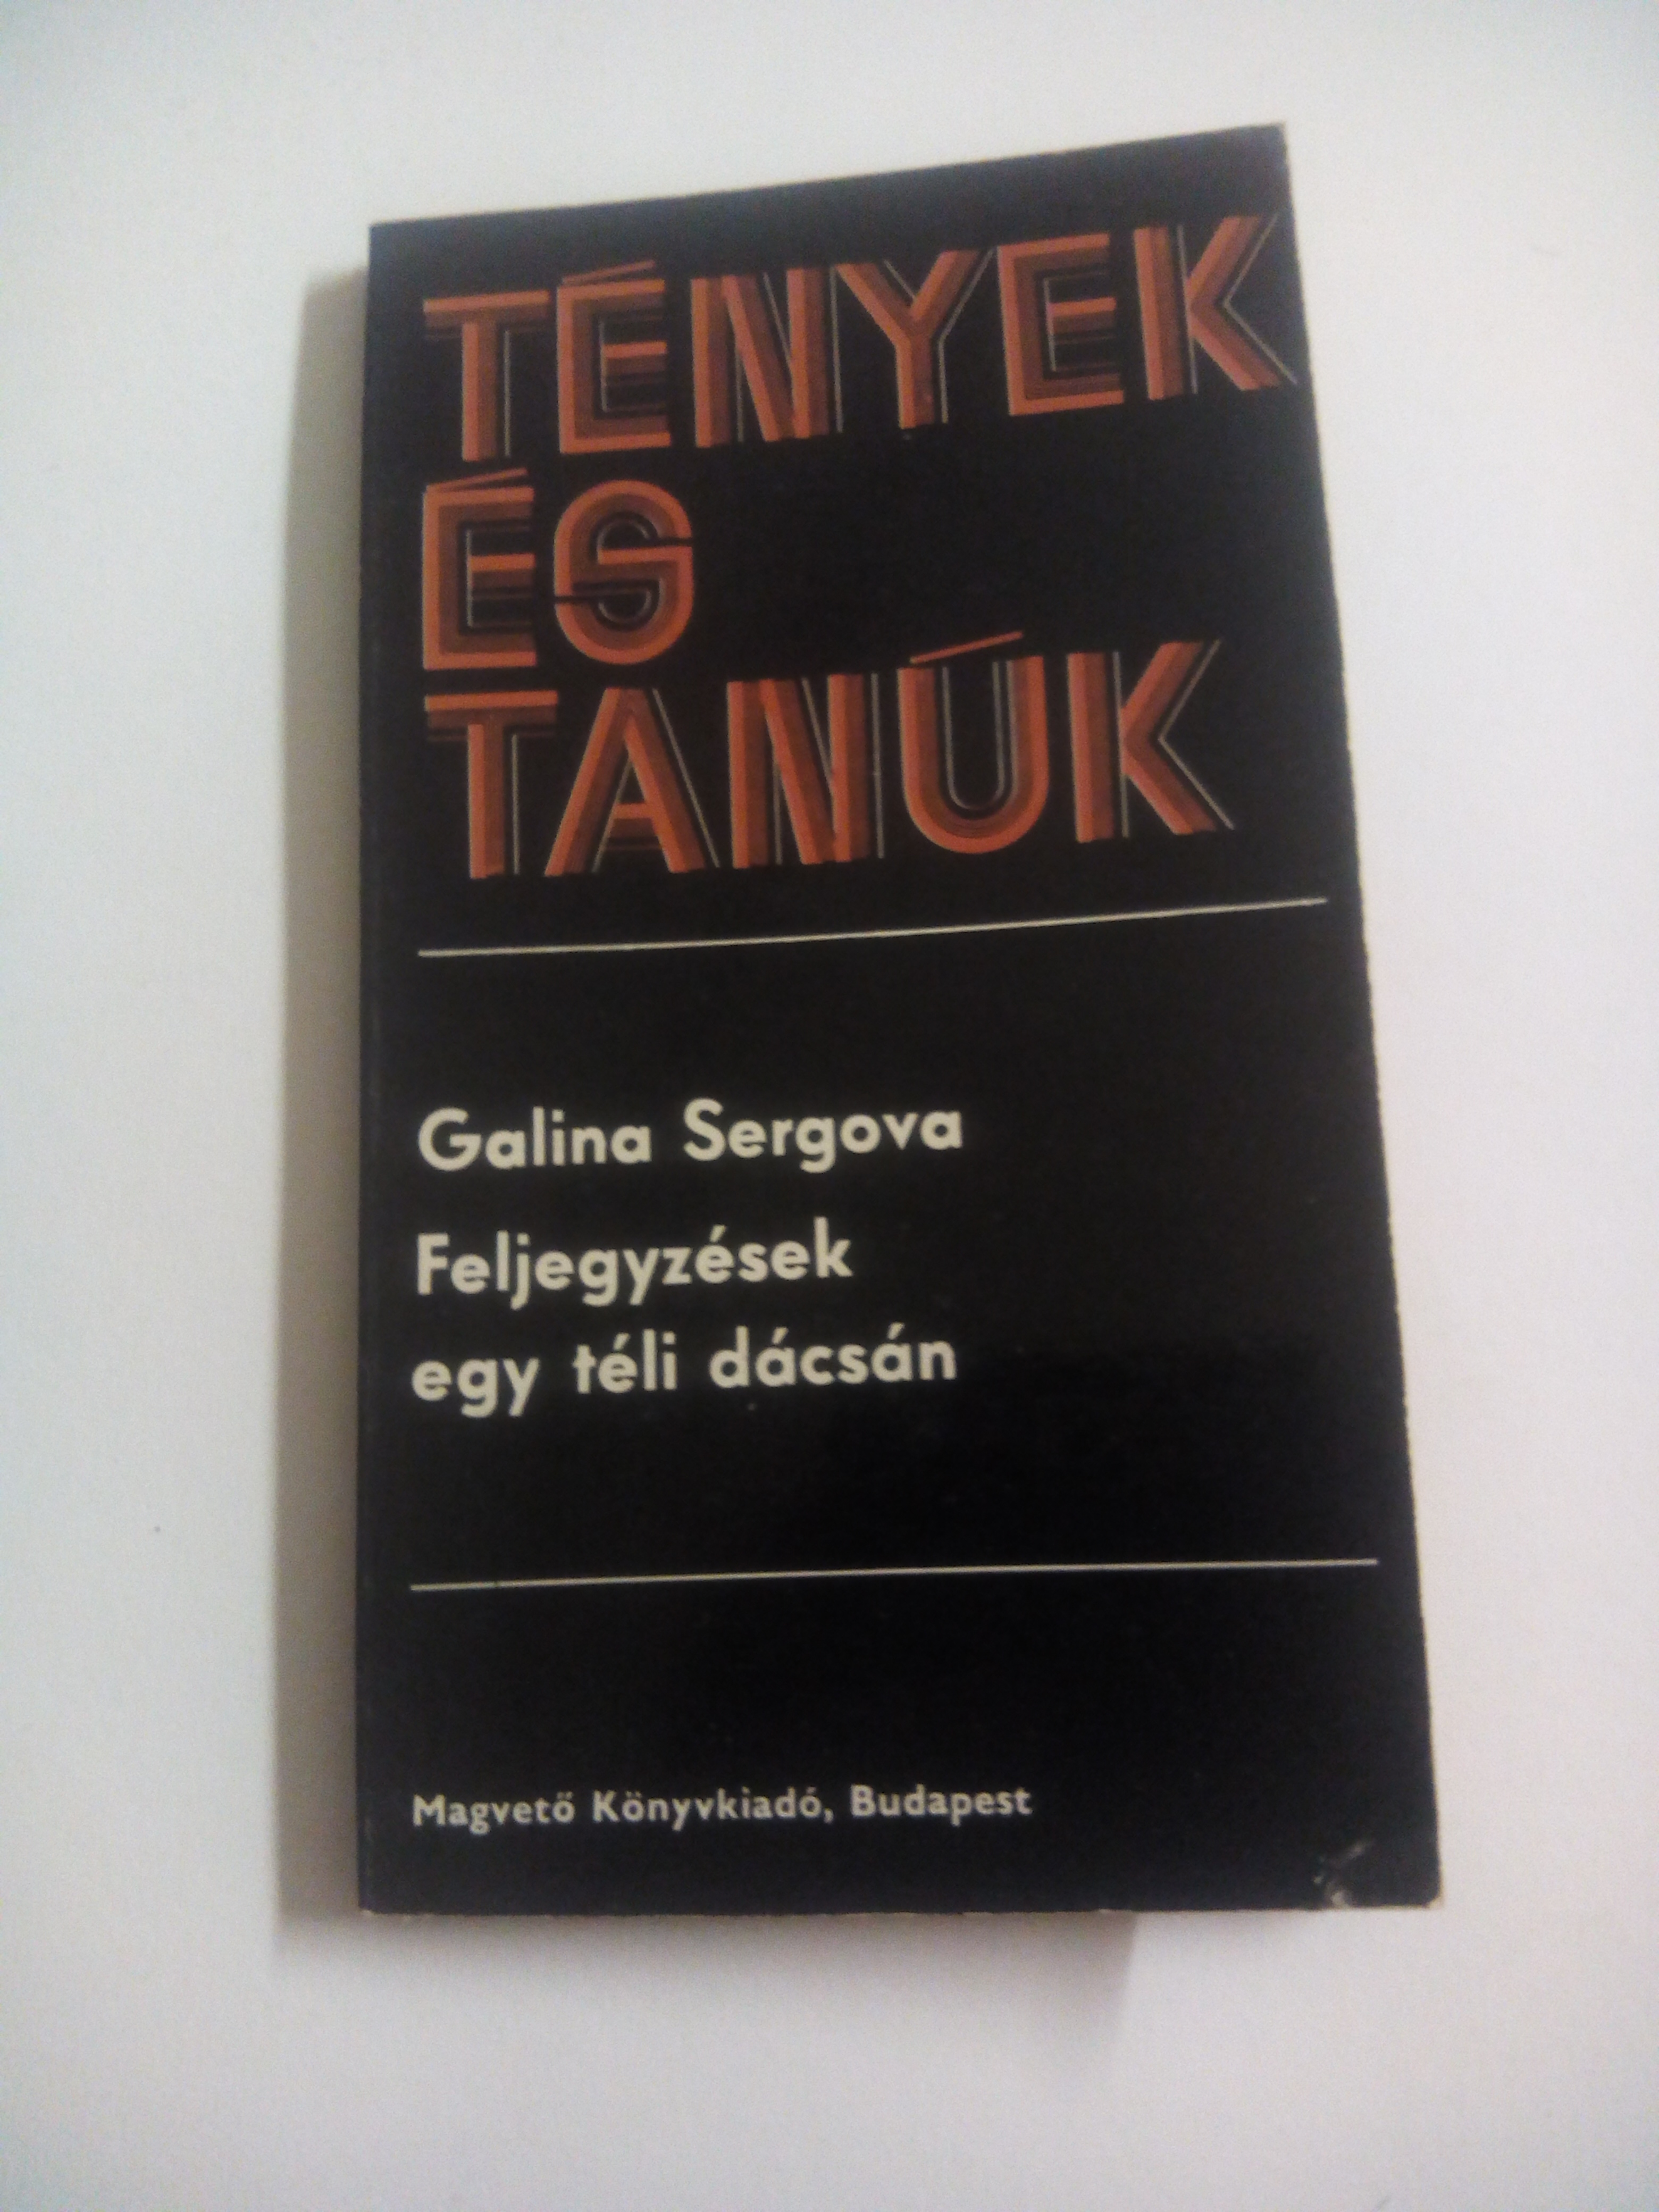 TÉNYEK
ÉS
TANÚK
Galina Sergova
Feljegyzések
egy téli dácsán
Magvető Könyvkiadó, Budapest